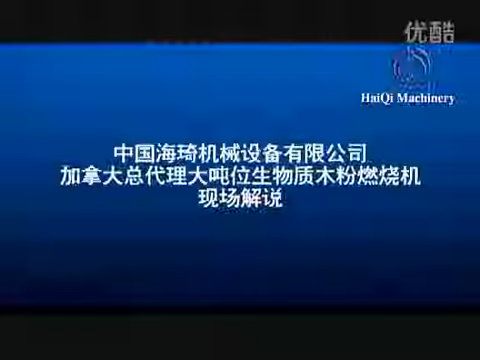 优酷
HaiQi Machinery
中国海琦机械设备有限公司
加拿大总代理大吨位生物质木粉燃烧机
现场解说